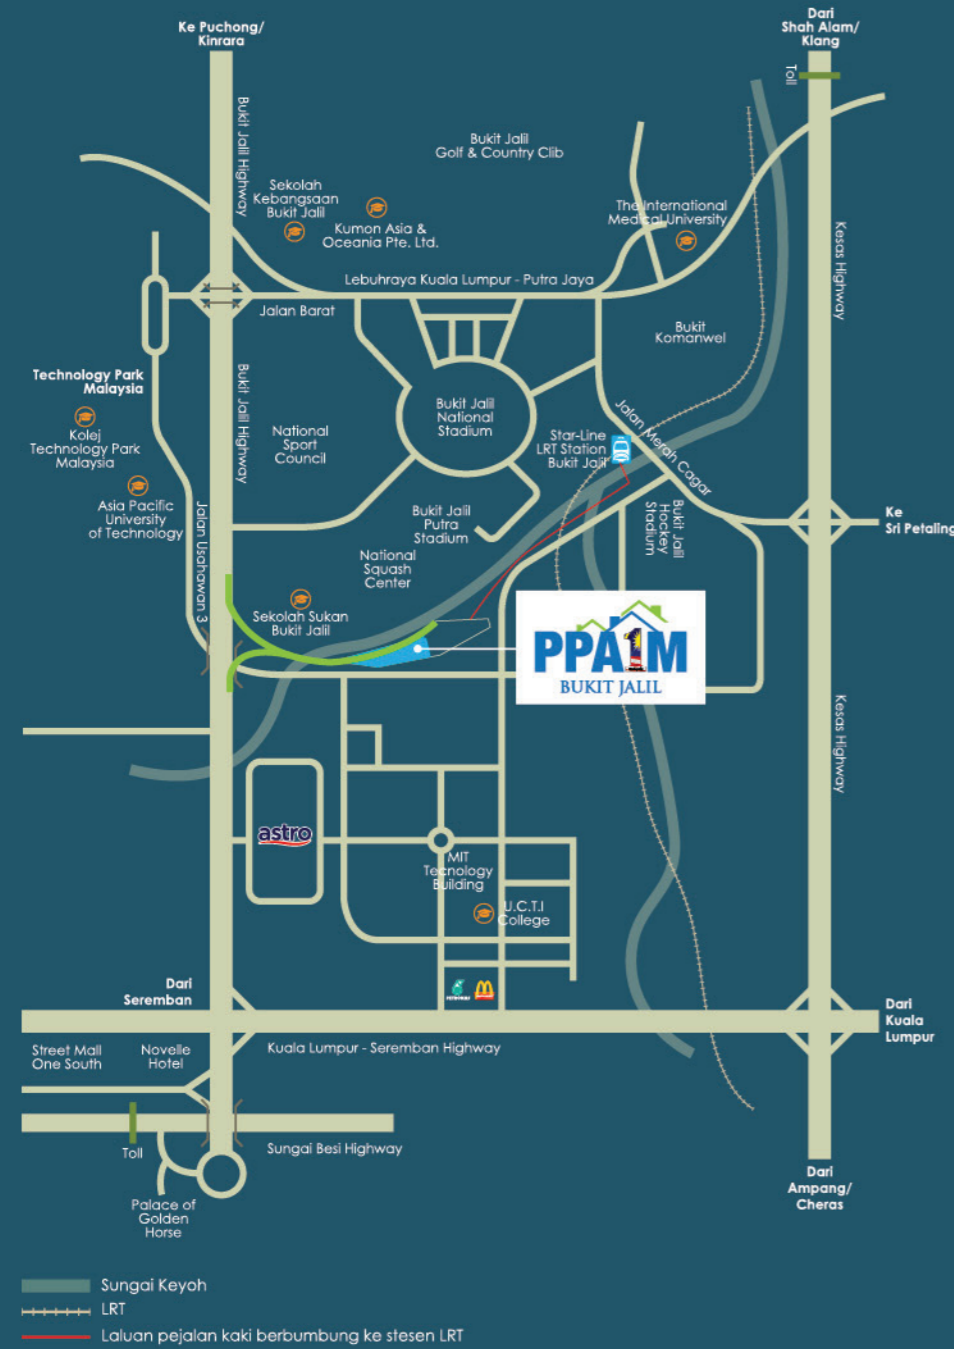 Ke Puchong/
Kinrara
Dari
Shah Alam/
Klang
Toll
Bukit Jalil Highway
Bukit Jalil
Golf & Country Clib
Sekolah
Kebangsaan
Bukit Jalil
Kumon Asia &
Oceania Pte. Ltd.
The International
Medical University
Kesas Highway
Lebuhraya Kuala Lumpur - Putra Jaya
Jalan Barat
Bukit
Komanwel
Technology Park
Malaysia
Bukit Jalil Highway
Kolej
Technology Park
Malaysia
National
Sport
Council
Bukit Jalil
National
Stadium
Star-Line
LRT Station
Bukit Jalil
Jalan Merah Cagar
Asia Pacific
University
of Technology
Jalan Usahawan 3
Bukit Jalil
Putra
Stadium
Bukit Jalil
Hockey
Stadium
Ke
Sri Petaling
National
Squash
Center
Sekolah Sukan
Bukit Jalil
PPA1M
BUKIT JALIL
Kesas Highway
astro
MIT
Tecnology
Building
U.C.T.I
College
PETRONAS
Dari
Seremban
Dari
Kuala
Lumpur
Street Mall
One South
Novelle
Hotel
Kuala Lumpur - Seremban Highway
Toll
Sungai Besi Highway
Palace of
Golden
Horse
Dari
Ampang/
Cheras
Sungai Keyoh
LRT
Laluan pejalan kaki berbumbung ke stesen LRT